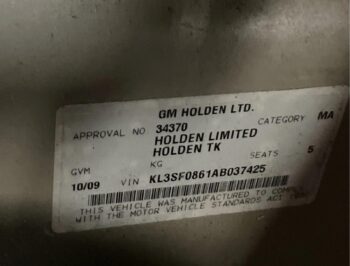 GM HOLDEN LTD.
APPROVAL NO 34370 CATEGORY MA
HOLDEN LIMITED
HOLDEN TK
GVM KG SEATS 5
10/09 VIN KL3SF0861AB037425
THIS VEHICLE WAS MANUFACTURED TO COMPLY
WITH THE MOTOR VEHICLE STANDARDS ACT